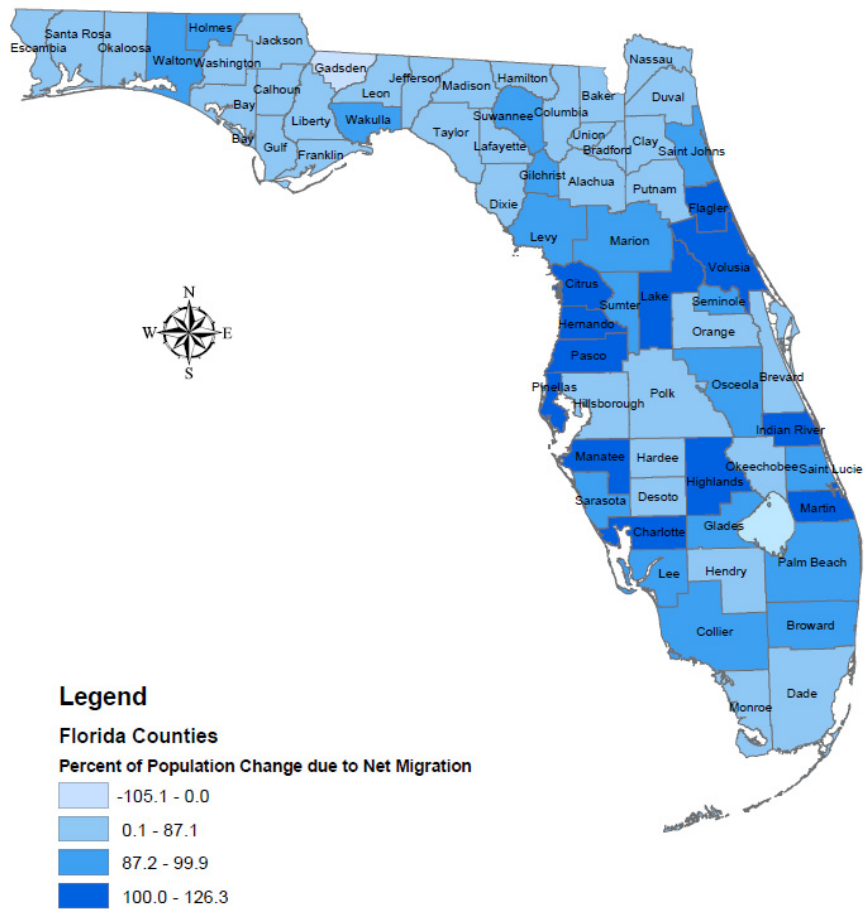 Holmes
Santa Rosa
Okaloosa
Escambia
Walton
Jackson
Washington
Gadsden
Calhoun
Bay
Bay
Liberty
Gulf
Franklin
Leon
Wakulla
Jefferson
Madison
Hamilton
Taylor
Suwannee
Lafayette
Columbia
Baker
Nassau
Duval
Union
Bradford
Clay
Saint Johns
Gilchrist
Alachua
Putnam
Dixie
Flagler
Levy
Marion
Volusia
Citrus
Lake
Sumter
Seminole
Hernando
Orange
Pasco
Pinellas
Hillsborough
Polk
Osceola
Brevard
Indian River
Manatee
Hardee
Okeechobee
Saint Lucie
Highlands
Sarasota
Desoto
Martin
Charlotte
Glades
Lee
Hendry
Palm Beach
Collier
Broward
Monroe
Dade
N
W
E
S
Legend
Florida Counties
Percent of Population Change due to Net Migration
-105.1 - 0.0
0.1 - 87.1
87.2 - 99.9
100.0 - 126.3